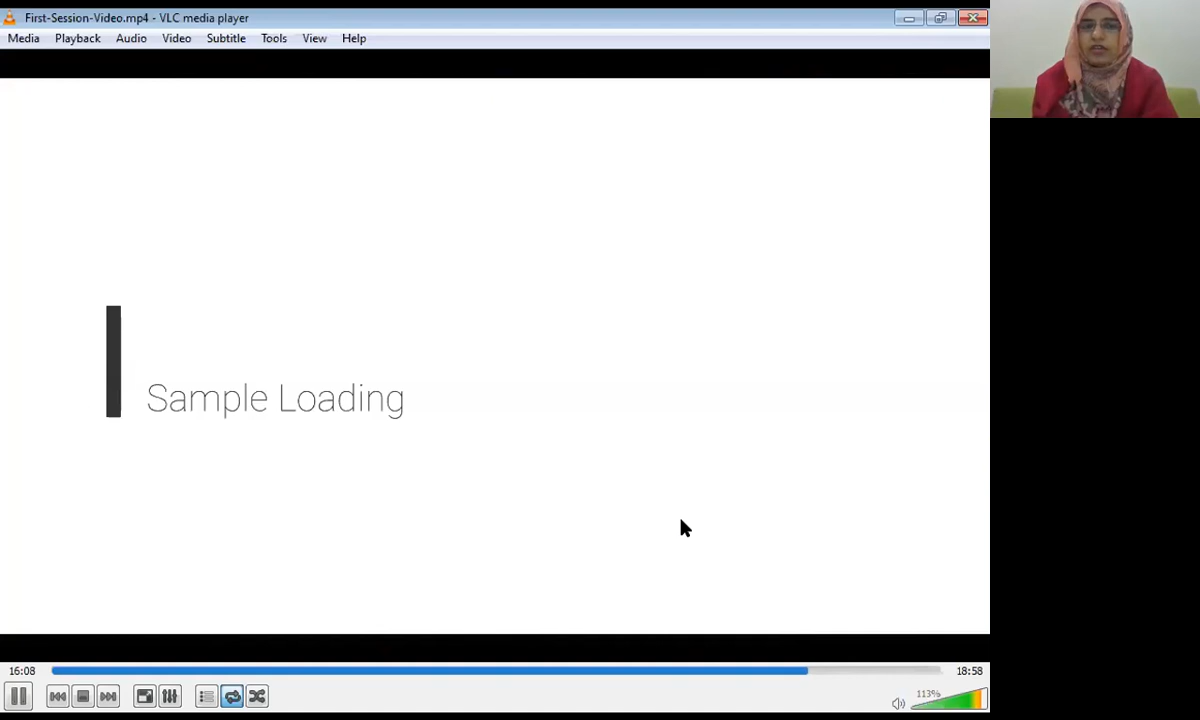 First-Session-Video.mp4 - VLC media player
Media Playback Audio Video Subtitle Tools View Help
Sample Loading
16:08
18:58
113%